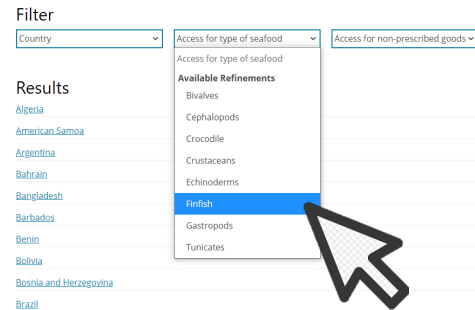 Filter
Country
Access for type of seafood
Access for non-prescribed goods
Access for type of seafood
Available Refinements
Bivalves
Cephalopods
Crocodile
Crustaceans
Echinoderms
Finfish
Gastropods
Tunicates
Results
Algeria
American Samoa
Argentina
Bahrain
Bangladesh
Barbados
Benin
Bolivia
Bosnia and Herzegovina
Brazil